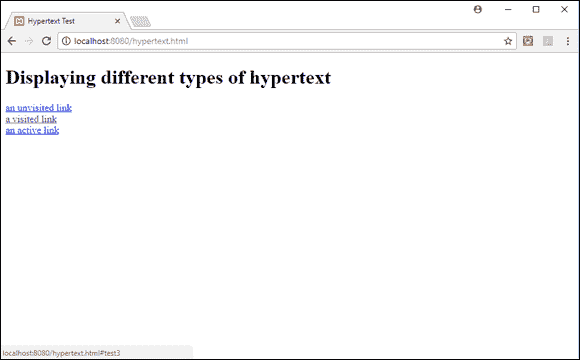 Hypertext Test
localhost:8080/hypertext.html
Displaying different types of hypertext
an unvisited link
a visited link
an active link
localhost:8080/hypertext.html#test3